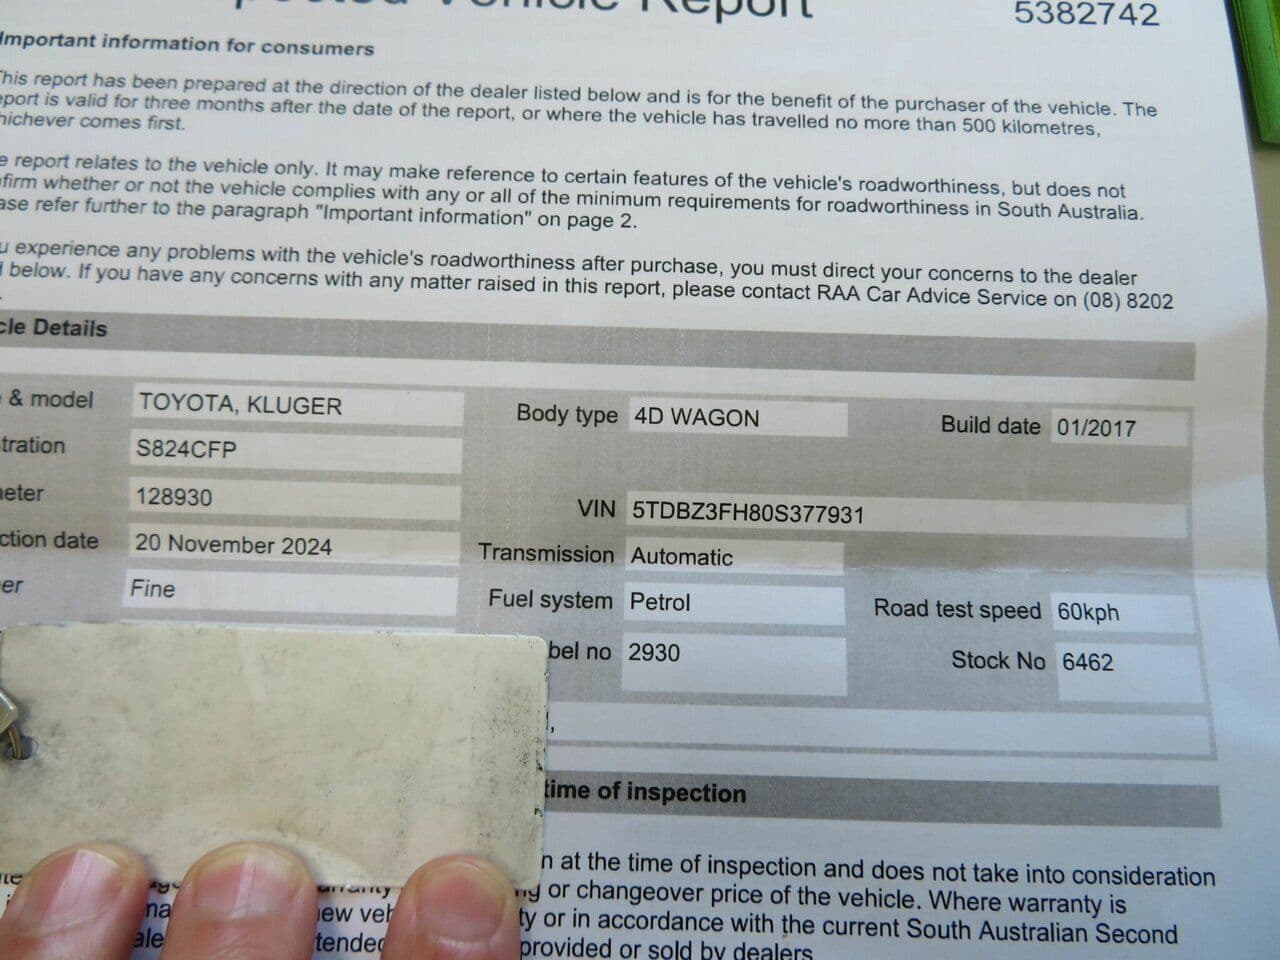 Vehicle Report
5382742
Important information for consumers
This report has been prepared at the direction of the dealer listed below and is for the benefit of the purchaser of the vehicle. The
eport is valid for three months after the date of the report, or where the vehicle has travelled no more than 500 kilometres,
hichever comes first.
e report relates to the vehicle only. It may make reference to certain features of the vehicle's roadworthiness, but does not
nfirm whether or not the vehicle complies with any or all of the minimum requirements for roadworthiness in South Australia.
ase refer further to the paragraph "Important information" on page 2.
u experience any problems with the vehicle's roadworthiness after purchase, you must direct your concerns to the dealer
d below. If you have any concerns with any matter raised in this report, please contact RAA Car Advice Service on (08) 8202
cle Details
& model TOYOTA, KLUGER Body type 4D WAGON Build date 01/2017
tration S824CFP
neter 128930 VIN 5TDBZ3FH80S377931
ction date 20 November 2024 Transmission Automatic
er Fine Fuel system Petrol Road test speed 60kph
bel no 2930 Stock No 6462
time of inspection
n at the time of inspection and does not take into consideration
ng or changeover price of the vehicle. Where warranty is
new veh ty or in accordance with the current South Australian Second
tended provided or sold by dealers